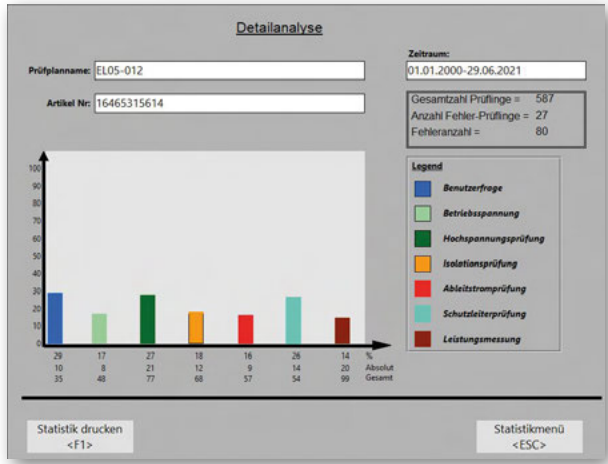 Detailanalyse
Zeitraum:
Prüfplanname: EL05-012
01.01.2000-29.06.2021
Artikel Nr: 16465315614
Gesamtzahl Prüflinge = 587
Anzahl Fehler-Prüflinge = 27
Fehleranzahl = 80
100
90
80
70
60
50
40
30
20
10
0
29 17 27 18 16 26 14 %
10 8 21 12 9 14 20 Absolut
35 48 77 68 57 54 99 Gesamt
Legend
Benutzerfrage
Betriebsspannung
Hochspannungsprüfung
Isolationsprüfung
Ableitstromprüfung
Schutzleiterprüfung
Leistungsmessung
Statistik drucken
<F1>
Statistikmenü
<ESC>